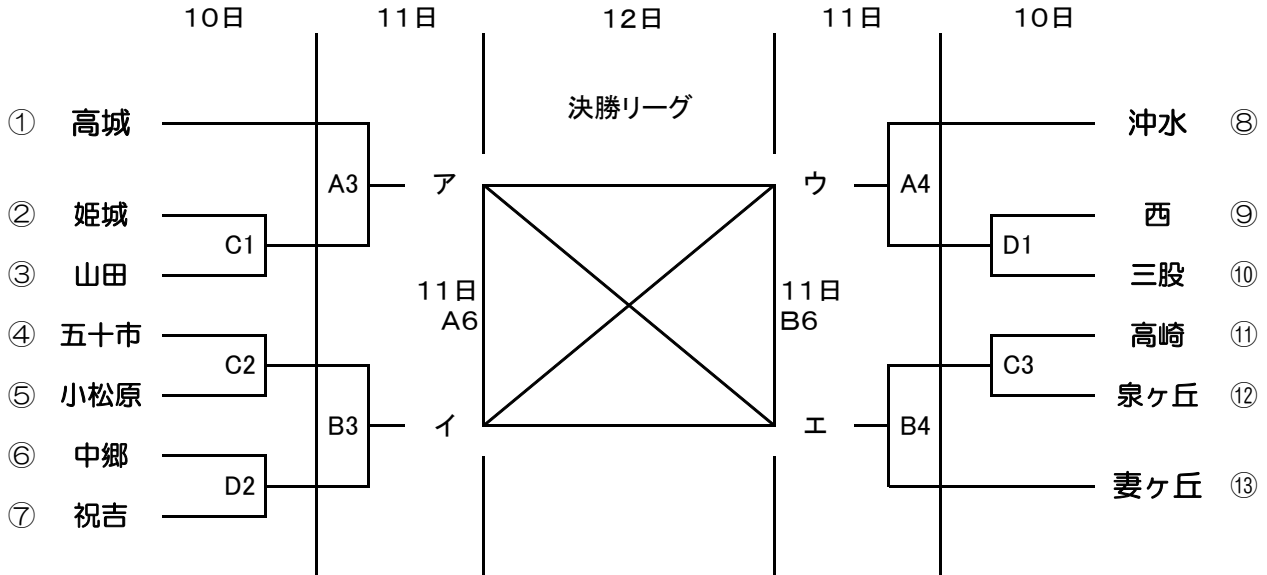 10日 11日 12日 11日 10日
決勝リーグ
① 高城
沖水 ⑧
A3 ア ウ A4
② 姫城
西 ⑨
C1
D1
③ 山田
三股 ⑩
11日
A6
11日
B6
④ 五十市
高崎 ⑪
C2
C3
⑤ 小松原
泉ヶ丘 ⑫
B3 イ エ B4
⑥ 中郷
D2
妻ヶ丘 ⑬
⑦ 祝吉